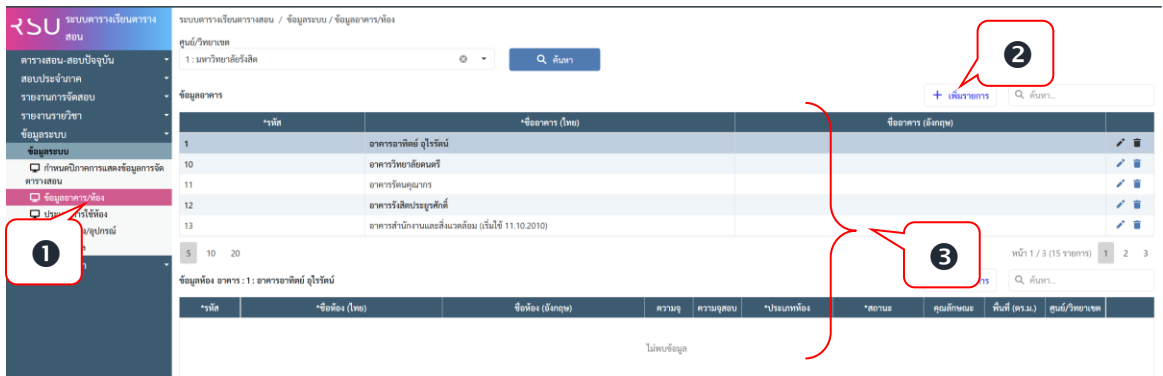 RSU ระบบตารางเรียนตาราง
สอน
ตารางสอน-สอบปัจจุบัน
สอบประจำภาค
รายงานการจัดสอบ
รายงานรายวิชา
ข้อมูลระบบ
ข้อมูลระบบ
กำหนดปีภาคการแสดงข้อมูลการจัด
ตารางสอน
ข้อมูลอาคาร/ห้อง
การใช้ห้อง
/อุปกรณ์
1
ระบบตารางเรียนตารางสอน / ข้อมูลระบบ / ข้อมูลอาคาร/ห้อง
ศูนย์/วิทยาเขต
1 : มหาวิทยาลัยรังสิต
ค้นหา
2
ข้อมูลอาคาร
+ เพิ่มรายการ
ค้นหา...
*รหัส *ชื่ออาคาร (ไทย) ชื่ออาคาร (อังกฤษ)
1 อาคารอาทิตย์ อุไรรัตน์
10 อาคารวิทยาลัยดนตรี
11 อาคารรัตนคุณากร
12 อาคารรังสิตประยูรศักดิ์
13 อาคารสำนักงานและสิ่งแวดล้อม (เริ่มใช้ 11.10.2010)
5 10 20
3
หน้า 1 / 3 (15 รายการ) 1 2 3
ข้อมูลห้อง อาคาร : 1 : อาคารอาทิตย์ อุไรรัตน์
ค้นหา...
*รหัส *ชื่อห้อง (ไทย) ชื่อห้อง (อังกฤษ) ความจุ ความจุสอบ *ประเภทห้อง *สถานะ คุณลักษณะ พื้นที่ (ตร.ม.) ศูนย์/วิทยาเขต
ไม่พบข้อมูล